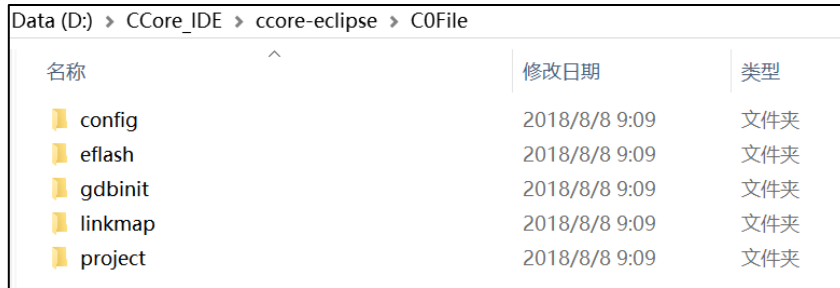 Data (D:) > CCore_IDE > ccore-eclipse > C0File
名称 修改日期 类型
config 2018/8/8 9:09 文件夹
eflash 2018/8/8 9:09 文件夹
gdbinit 2018/8/8 9:09 文件夹
linkmap 2018/8/8 9:09 文件夹
project 2018/8/8 9:09 文件夹